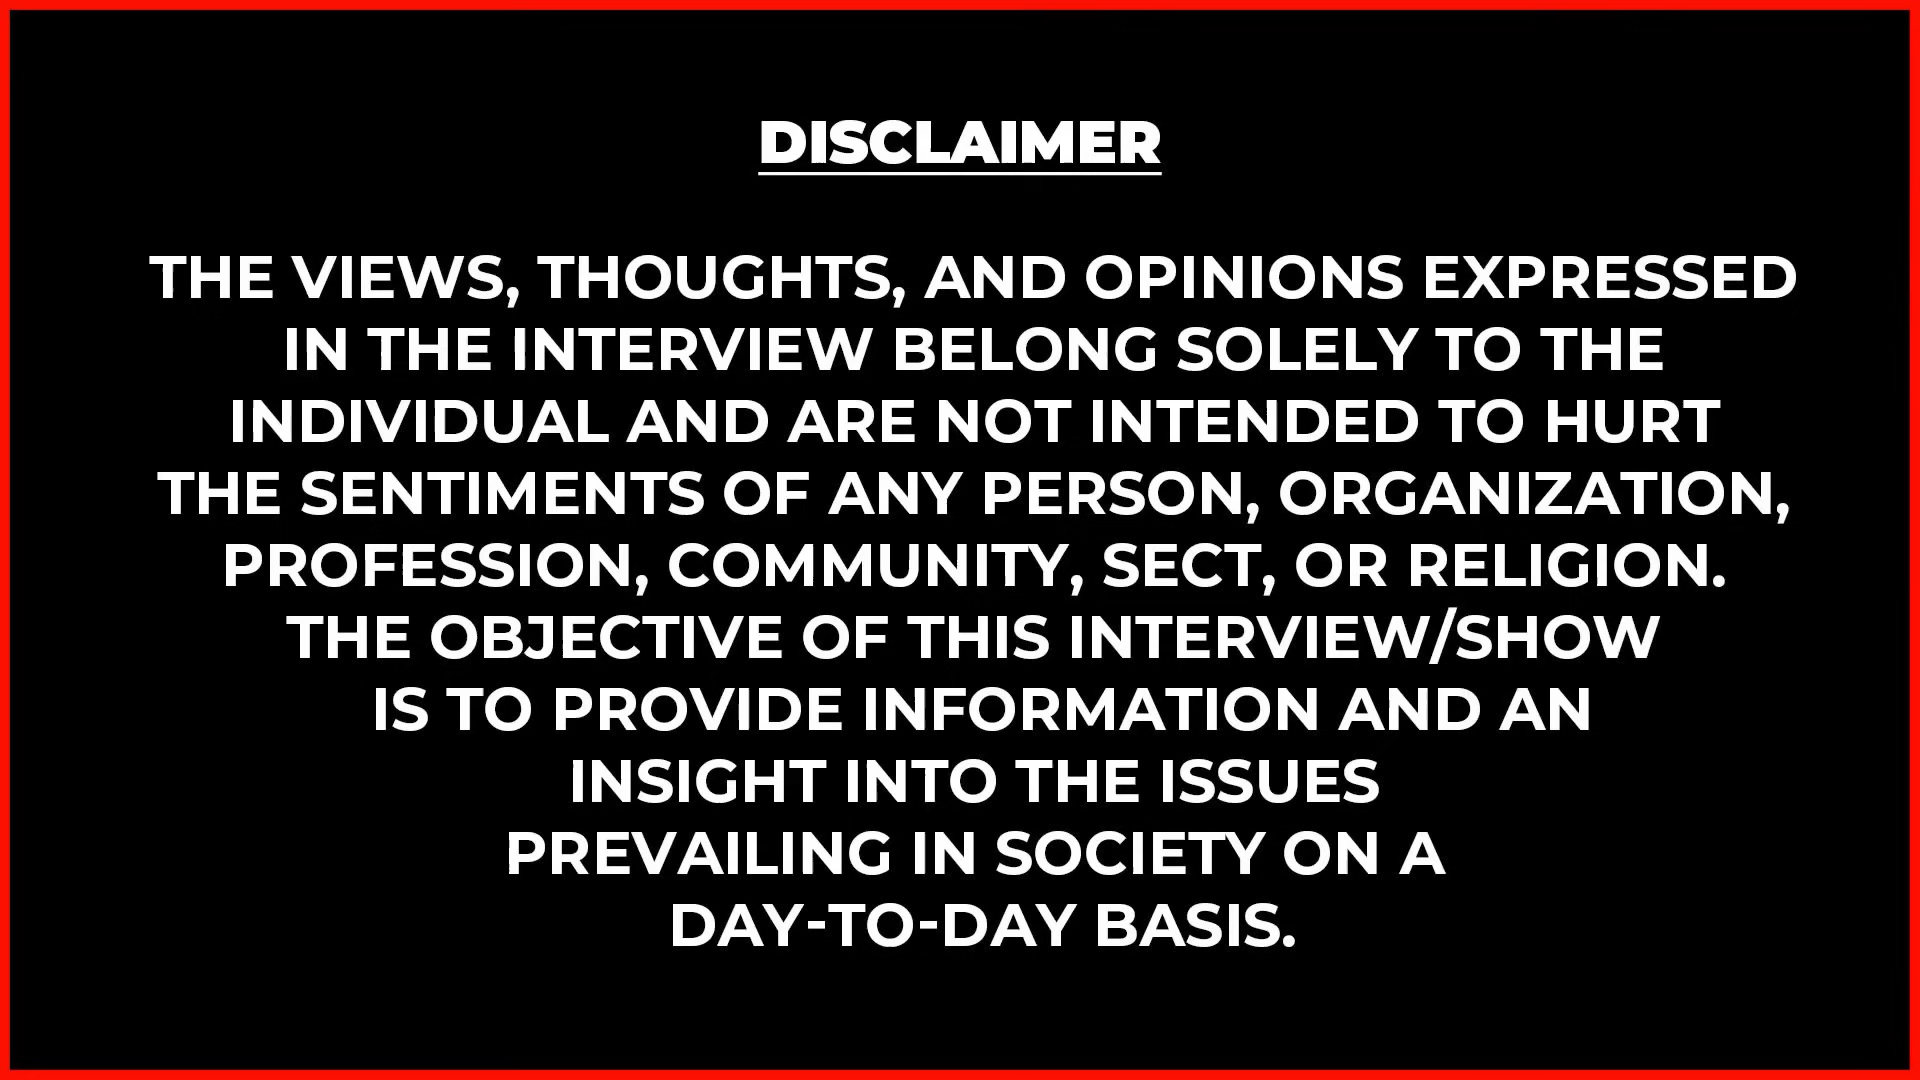 DISCLAIMER
THE VIEWS, THOUGHTS, AND OPINIONS EXPRESSED
IN THE INTERVIEW BELONG SOLELY TO THE
INDIVIDUAL AND ARE NOT INTENDED TO HURT
THE SENTIMENTS OF ANY PERSON, ORGANIZATION,
PROFESSION, COMMUNITY, SECT, OR RELIGION.
THE OBJECTIVE OF THIS INTERVIEW/SHOW
IS TO PROVIDE INFORMATION AND AN
INSIGHT INTO THE ISSUES
PREVAILING IN SOCIETY ON A
DAY-TO-DAY BASIS.